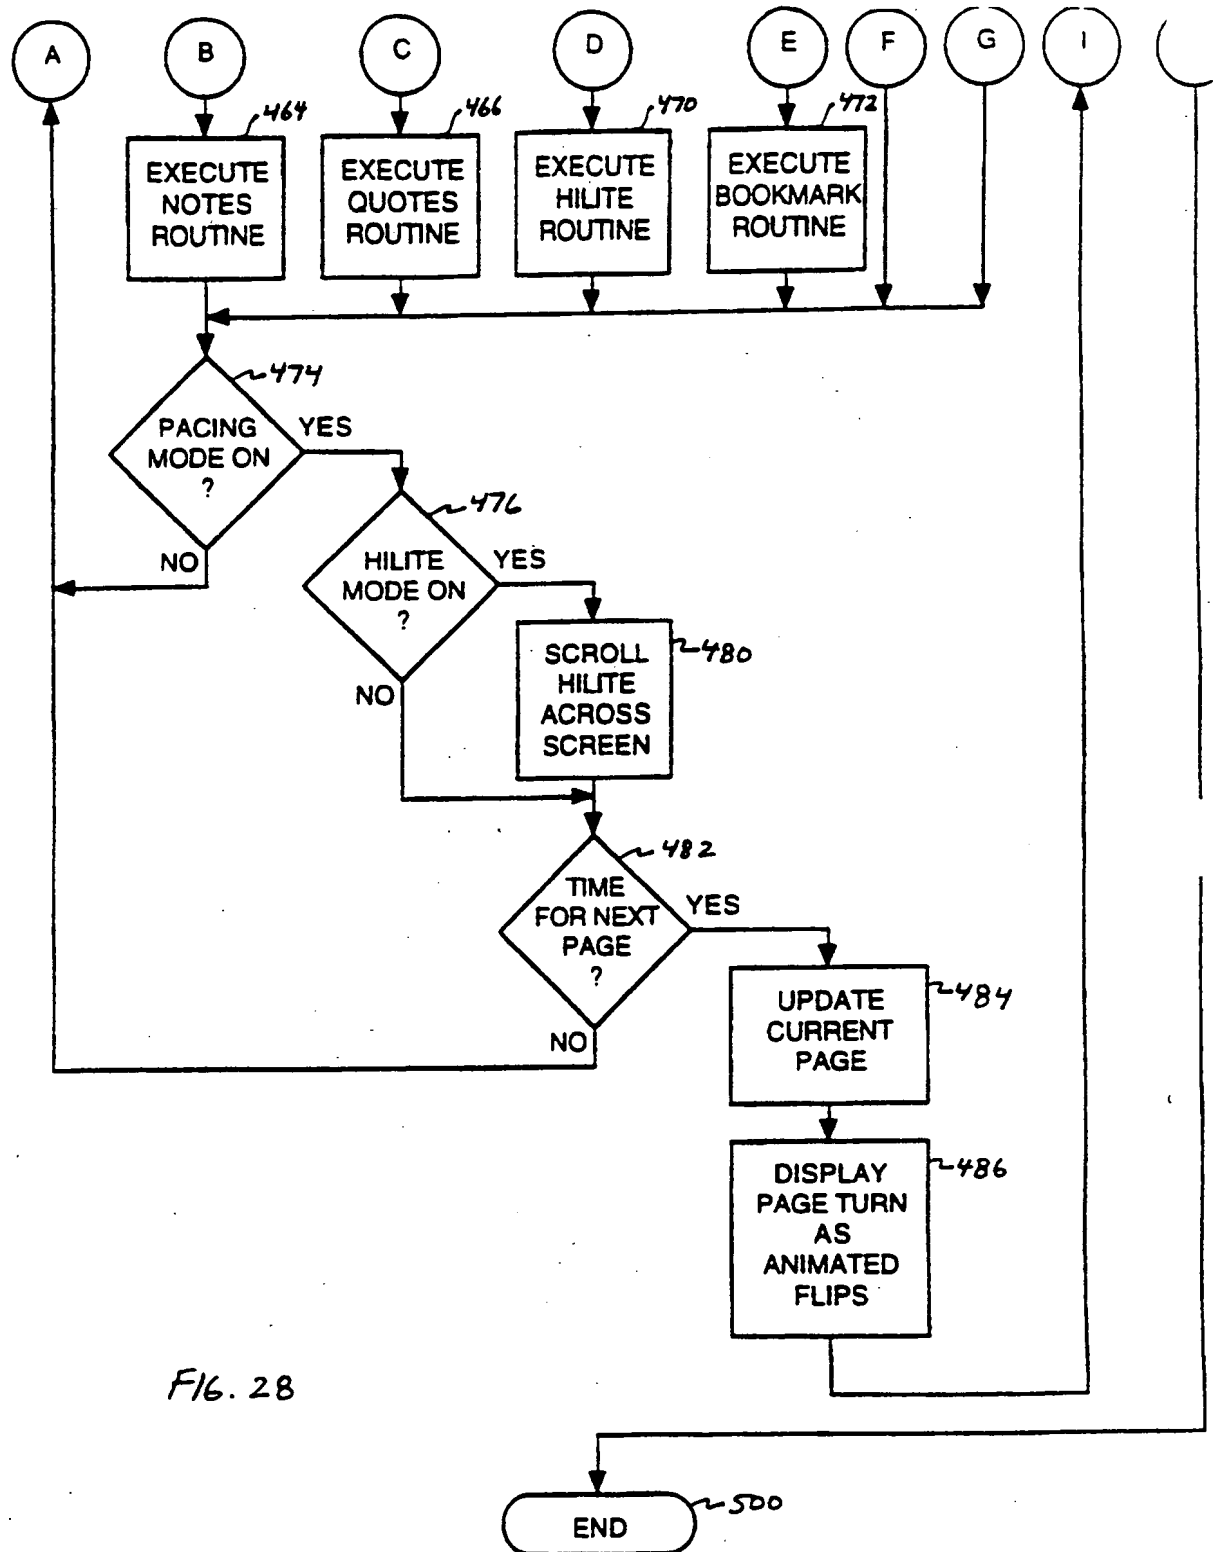 A
B
C
D
E
F
G
I
464
466
470
472
EXECUTE
NOTES
ROUTINE
EXECUTE
QUOTES
ROUTINE
EXECUTE
HILITE
ROUTINE
EXECUTE
BOOKMARK
ROUTINE
474
PACING
MODE ON
?
YES
NO
476
HILITE
MODE ON
?
YES
NO
480
SCROLL
HILITE
ACROSS
SCREEN
482
TIME
FOR NEXT
PAGE
?
YES
NO
484
UPDATE
CURRENT
PAGE
486
DISPLAY
PAGE TURN
AS
ANIMATED
FLIPS
FIG. 28
500
END